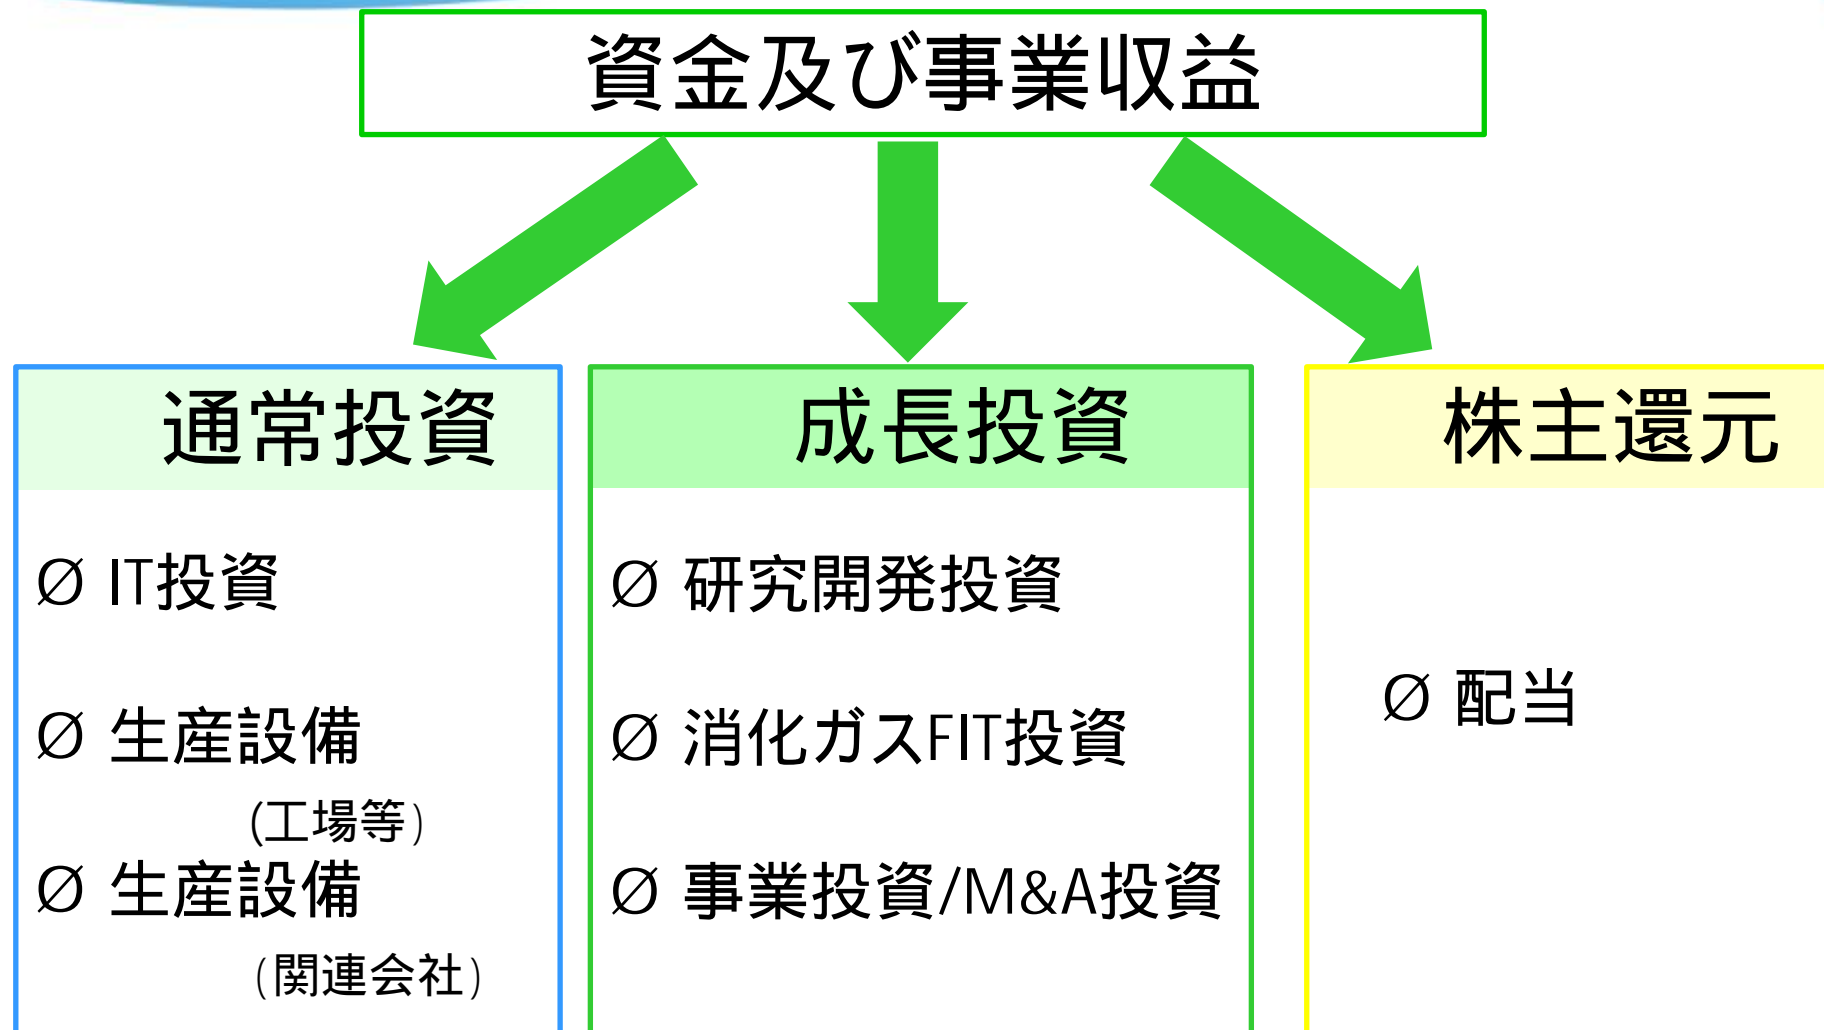 資金及び事業収益
通常投資
Ø IT投資
Ø 生産設備
(工場等)
Ø 生産設備
(関連会社)
成長投資
Ø 研究開発投資
Ø 消化ガスFIT投資
Ø 事業投資/M&A投資
株主還元
Ø 配当